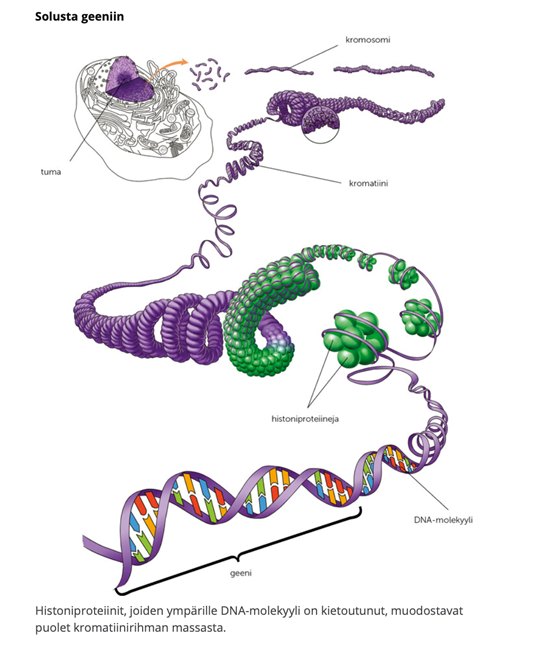 Solusta geeniin
kromosomi
tuma
kromatiini
histoniproteiineja
DNA-molekyyli
geeni
Histoniproteiinit, joiden ympärille DNA-molekyyli on kietoutunut, muodostavat
puolet kromatiinirihman massasta.